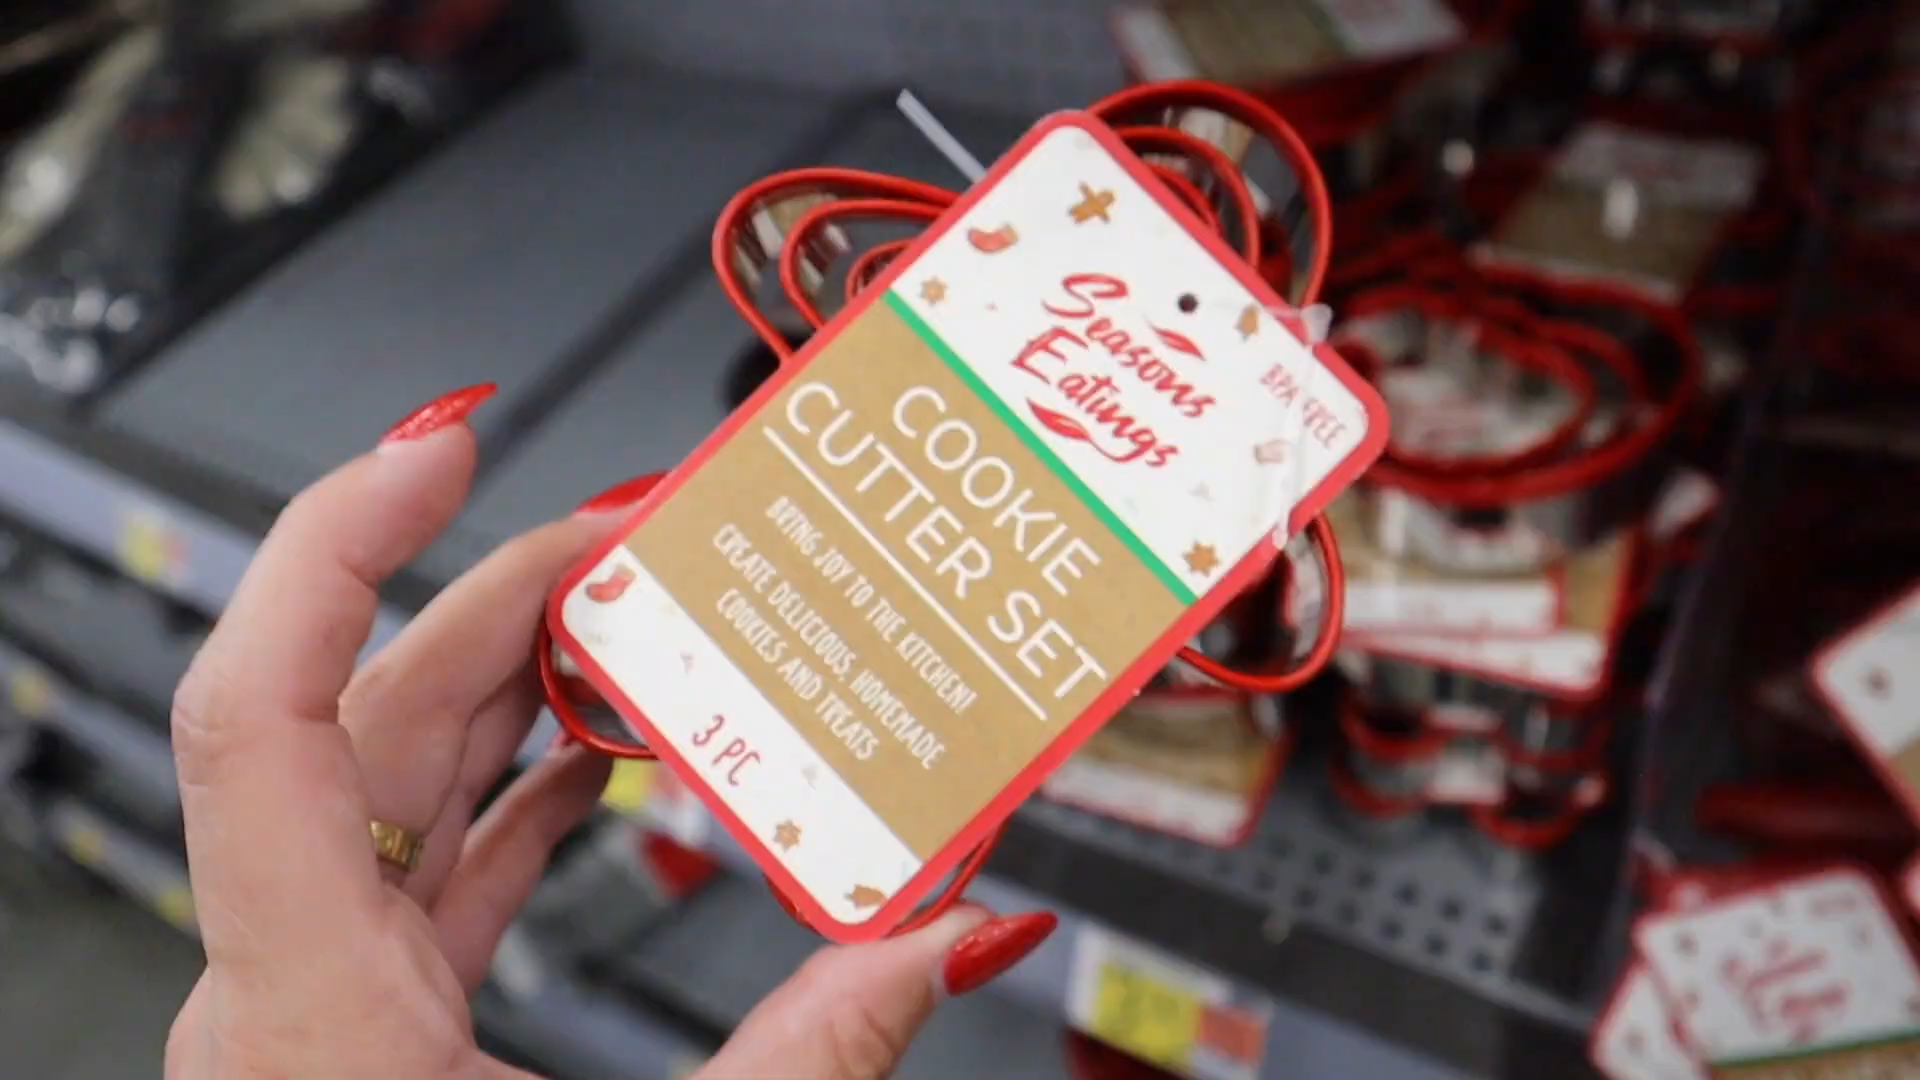 Seasons
Eatings
BPA FREE
COOKIE
CUTTER SET
BRING JOY TO THE KITCHEN!
CREATE DELICIOUS, HOMEMADE
COOKIES AND TREATS
3 PC